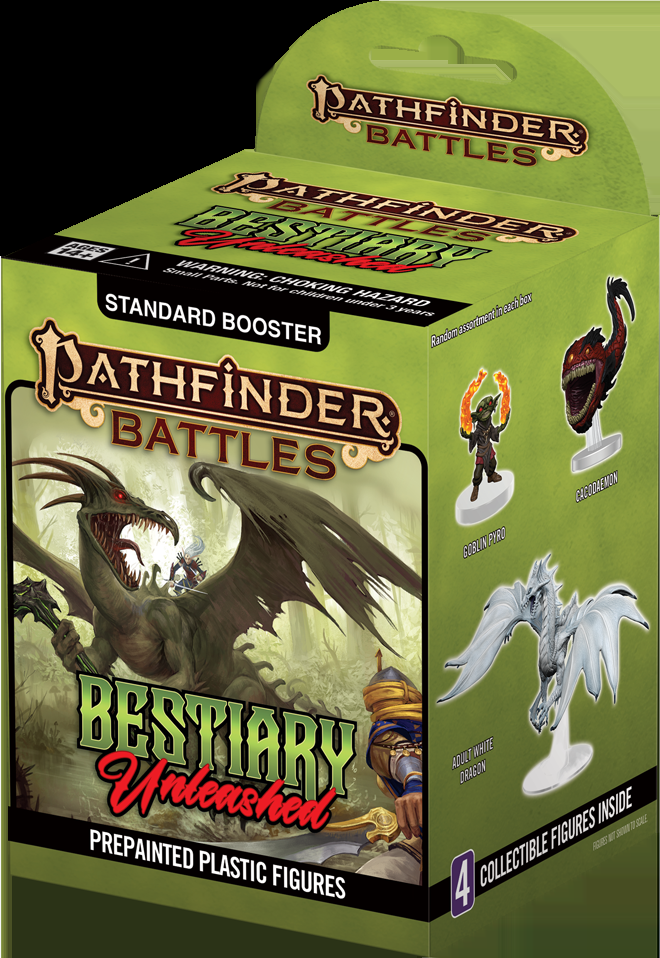 PATHFINDER
BATTLES
PATHFINDER
BATTLES
BESTIARY
Unleashed
AGES
14+
WARNING: CHOKING HAZARD
Small Parts. Not for children under 3 years
STANDARD BOOSTER
PATHFINDER®
BATTLES
BESTIARY
Unleashed
PREPAINTED PLASTIC FIGURES
Random assortment in each box
CACODAEMON
GOBLIN PYRO
ADULT WHITE
DRAGON
4 COLLECTIBLE FIGURES INSIDE
FIGURES NOT SHOWN TO SCALE